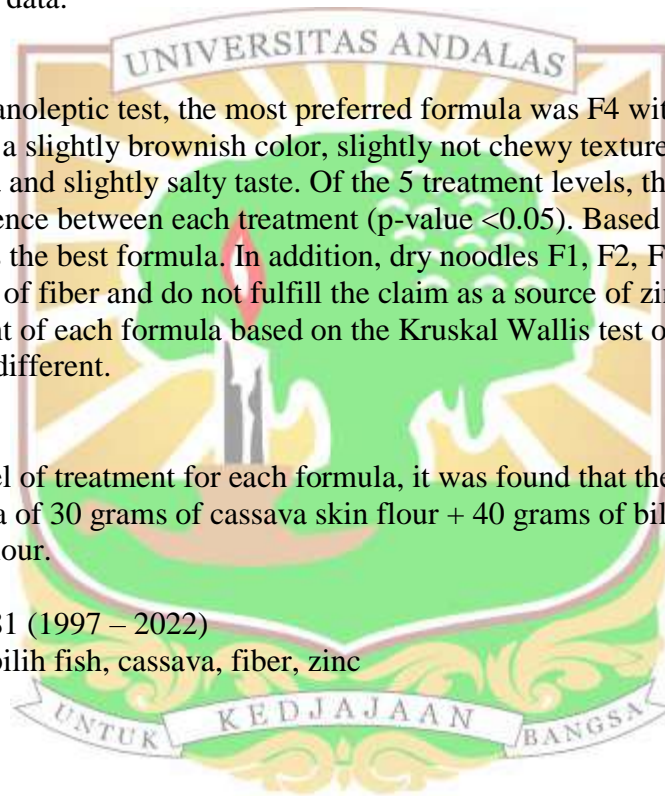 data.
UNIVERSITAS ANDALAS
anoleptic test, the most preferred formula was F4 wit
a slightly brownish color, slightly not chewy texture
and slightly salty taste. Of the 5 treatment levels, th
ence between each treatment (p-value <0.05). Based
the best formula. In addition, dry noodles F1, F2, F
of fiber and do not fulfill the claim as a source of zin
nt of each formula based on the Kruskal Wallis test o
different.
el of treatment for each formula, it was found that the
a of 30 grams of cassava skin flour + 40 grams of bil
lour.
31 (1997 – 2022)
bilih fish, cassava, fiber, zinc
UNTUK KEDJAJAAN BANGSA